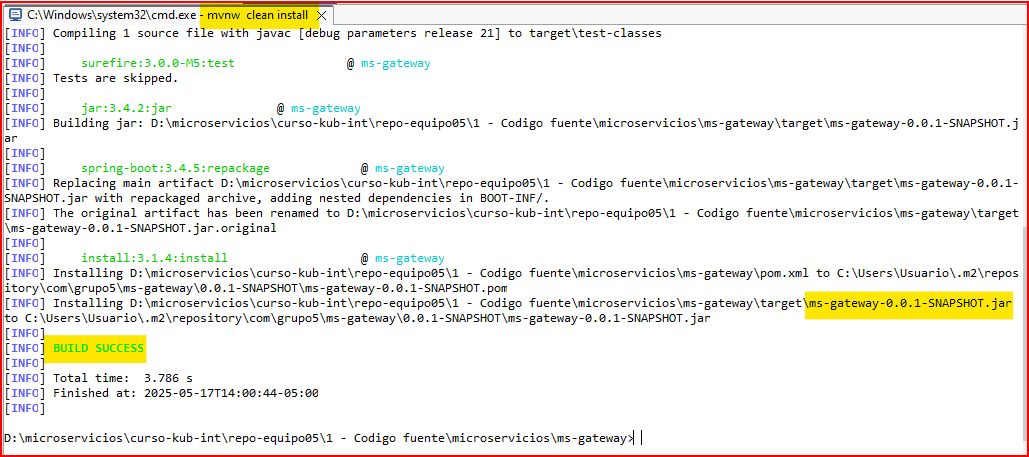 C:\Windows\system32\cmd.exe - mvnw  clean install
[INFO] Compiling 1 source file with javac [debug parameters release 21] to target\test-classes
[INFO]
[INFO]     surefire:3.0.0-M5:test               @ ms-gateway
[INFO] Tests are skipped.
[INFO]
[INFO]     jar:3.4.2:jar               @ ms-gateway
[INFO] Building jar: D:\microservicios\curso-kub-int\repo-equipo05\1 - Codigo fuente\microservicios\ms-gateway\target\ms-gateway-0.0.1-SNAPSHOT.j
ar
[INFO]
[INFO]     spring-boot:3.4.5:repackage            @ ms-gateway
[INFO] Replacing main artifact D:\microservicios\curso-kub-int\repo-equipo05\1 - Codigo fuente\microservicios\ms-gateway\target\ms-gateway-0.0.1-
SNAPSHOT.jar with repackaged archive, adding nested dependencies in BOOT-INF/.
[INFO] The original artifact has been renamed to D:\microservicios\curso-kub-int\repo-equipo05\1 - Codigo fuente\microservicios\ms-gateway\target
\ms-gateway-0.0.1-SNAPSHOT.jar.original
[INFO]
[INFO]     install:3.1.4:install                 @ ms-gateway
[INFO] Installing D:\microservicios\curso-kub-int\repo-equipo05\1 - Codigo fuente\microservicios\ms-gateway\pom.xml to C:\Users\Usuario\.m2\repos
itory\com\grupo5\ms-gateway\0.0.1-SNAPSHOT\ms-gateway-0.0.1-SNAPSHOT.pom
[INFO] Installing D:\microservicios\curso-kub-int\repo-equipo05\1 - Codigo fuente\microservicios\ms-gateway\target\ms-gateway-0.0.1-SNAPSHOT.jar
to C:\Users\Usuario\.m2\repository\com\grupo5\ms-gateway\0.0.1-SNAPSHOT\ms-gateway-0.0.1-SNAPSHOT.jar
[INFO]
[INFO] BUILD SUCCESS
[INFO]
[INFO] Total time:  3.786 s
[INFO] Finished at: 2025-05-17T14:00:44-05:00
[INFO]
D:\microservicios\curso-kub-int\repo-equipo05\1 - Codigo fuente\microservicios\ms-gateway>